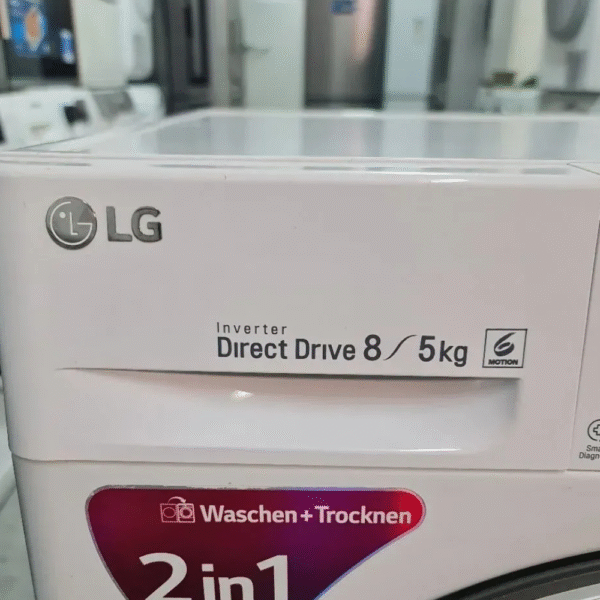 LG
Inverter
Direct Drive 8/5kg
6
MOTION
Waschen+Trocknen
2in1